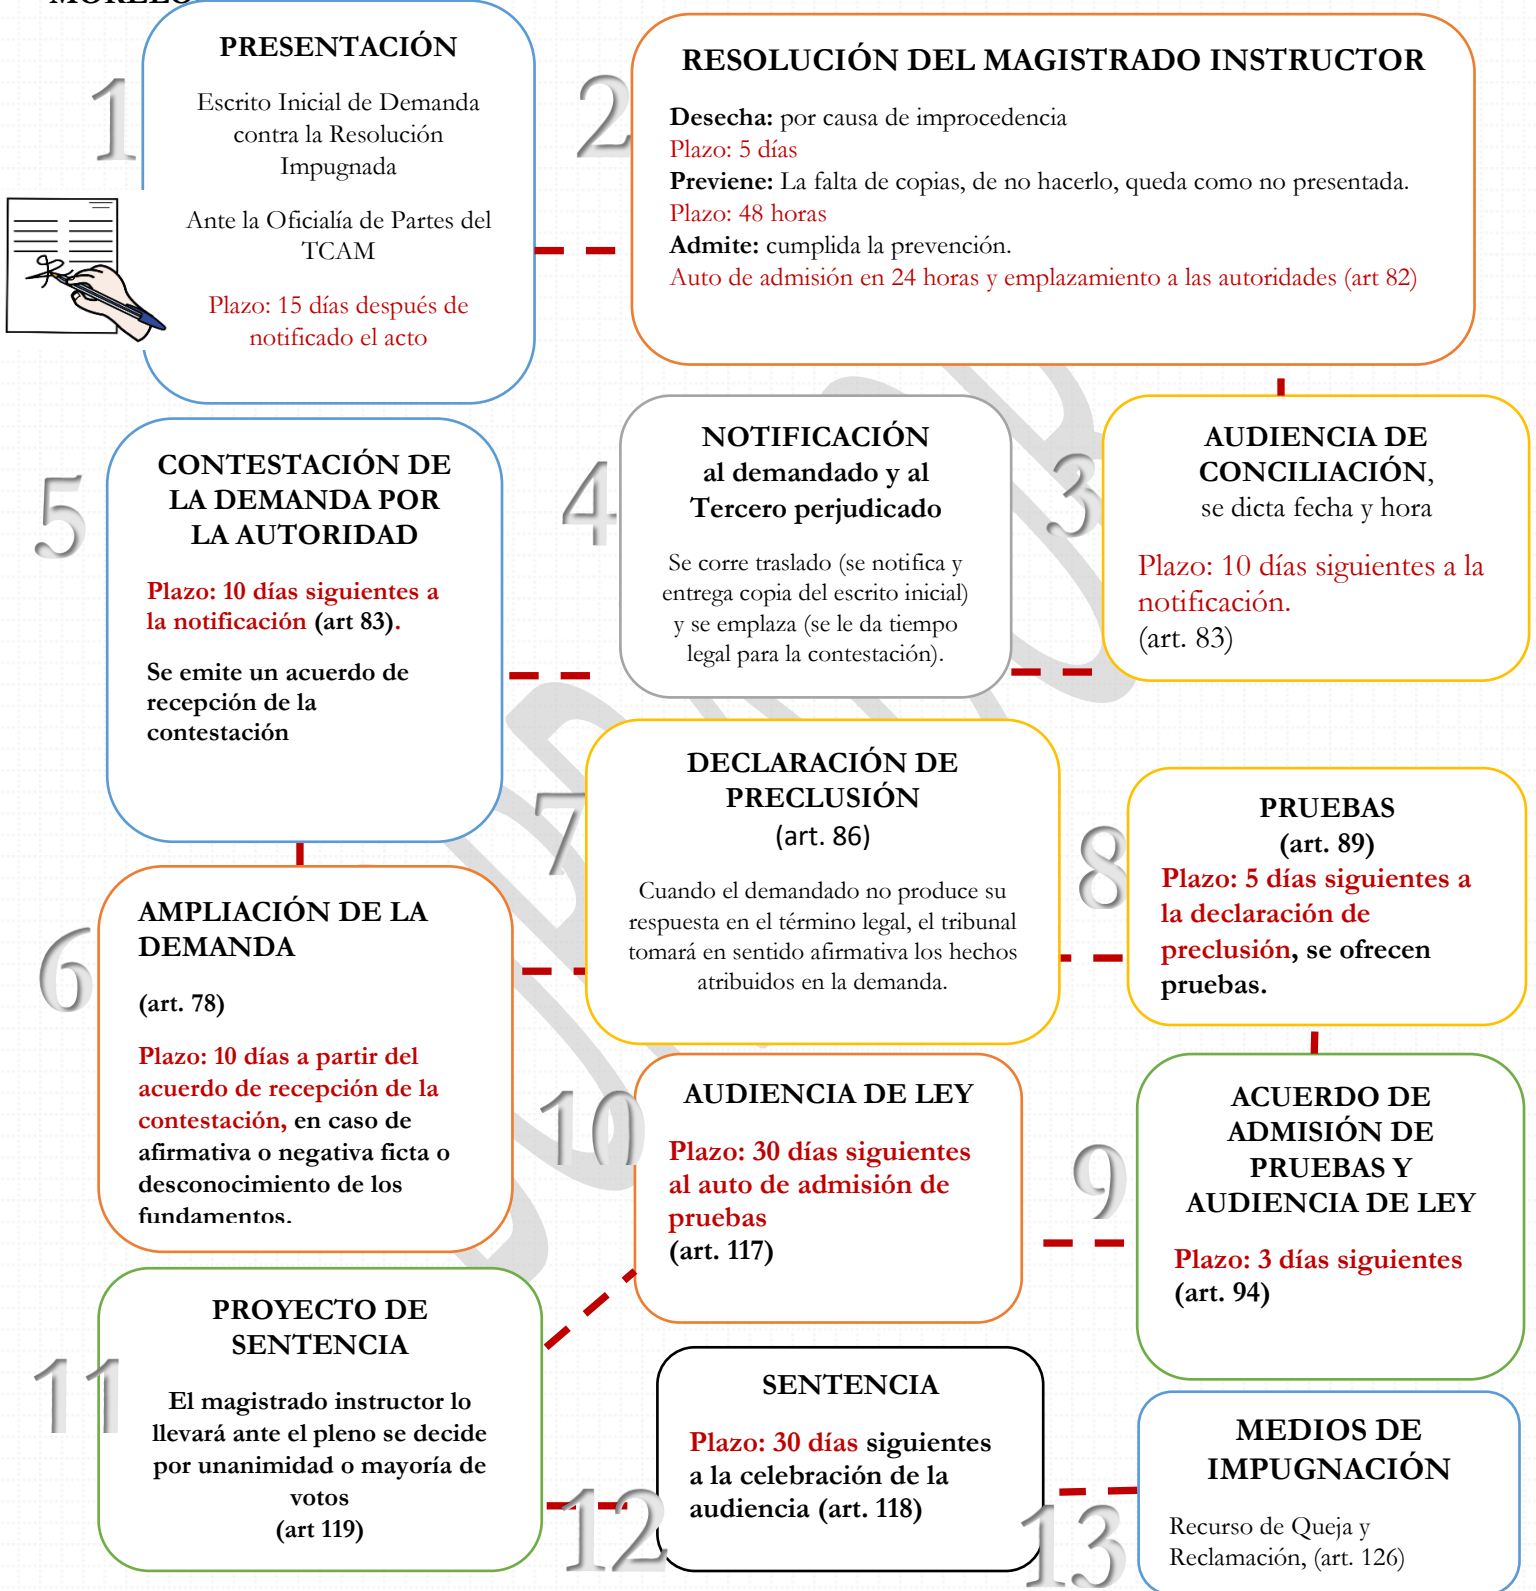 1
PRESENTACIÓN
Escrito Inicial de Demanda
contra la Resolución
Impugnada
Ante la Oficialía de Partes del
TCAM
Plazo: 15 días después de
notificado el acto
2
RESOLUCIÓN DEL MAGISTRADO INSTRUCTOR
Desecha: por causa de improcedencia
Plazo: 5 días
Previene: La falta de copias, de no hacerlo, queda como no presentada.
Plazo: 48 horas
Admite: cumplida la prevención.
Auto de admisión en 24 horas y emplazamiento a las autoridades (art 82)
3
AUDIENCIA DE
CONCILIACIÓN,
se dicta fecha y hora
Plazo: 10 días siguientes a la
notificación.
(art. 83)
4
NOTIFICACIÓN
al demandado y al
Tercero perjudicado
Se corre traslado (se notifica y
entrega copia del escrito inicial)
y se emplaza (se le da tiempo
legal para la contestación).
5
CONTESTACIÓN DE
LA DEMANDA POR
LA AUTORIDAD
Plazo: 10 días siguientes a
la notificación (art 83).
Se emite un acuerdo de
recepción de la
contestación
6
AMPLIACIÓN DE LA
DEMANDA
(art. 78)
Plazo: 10 días a partir del
acuerdo de recepción de la
contestación, en caso de
afirmativa o negativa ficta o
desconocimiento de los
fundamentos.
7
DECLARACIÓN DE
PRECLUSIÓN
(art. 86)
Cuando el demandado no produce su
respuesta en el término legal, el tribunal
tomará en sentido afirmativa los hechos
atribuidos en la demanda.
8
PRUEBAS
(art. 89)
Plazo: 5 días siguientes a
la declaración de
preclusión, se ofrecen
pruebas.
9
ACUERDO DE
ADMISIÓN DE
PRUEBAS Y
AUDIENCIA DE LEY
Plazo: 3 días siguientes
(art. 94)
10
AUDIENCIA DE LEY
Plazo: 30 días siguientes
al auto de admisión de
pruebas
(art. 117)
11
PROYECTO DE
SENTENCIA
El magistrado instructor lo
llevará ante el pleno se decide
por unanimidad o mayoría de
votos
(art 119)
12
SENTENCIA
Plazo: 30 días siguientes
a la celebración de la
audiencia (art. 118)
13
MEDIOS DE
IMPUGNACIÓN
Recurso de Queja y
Reclamación, (art. 126)